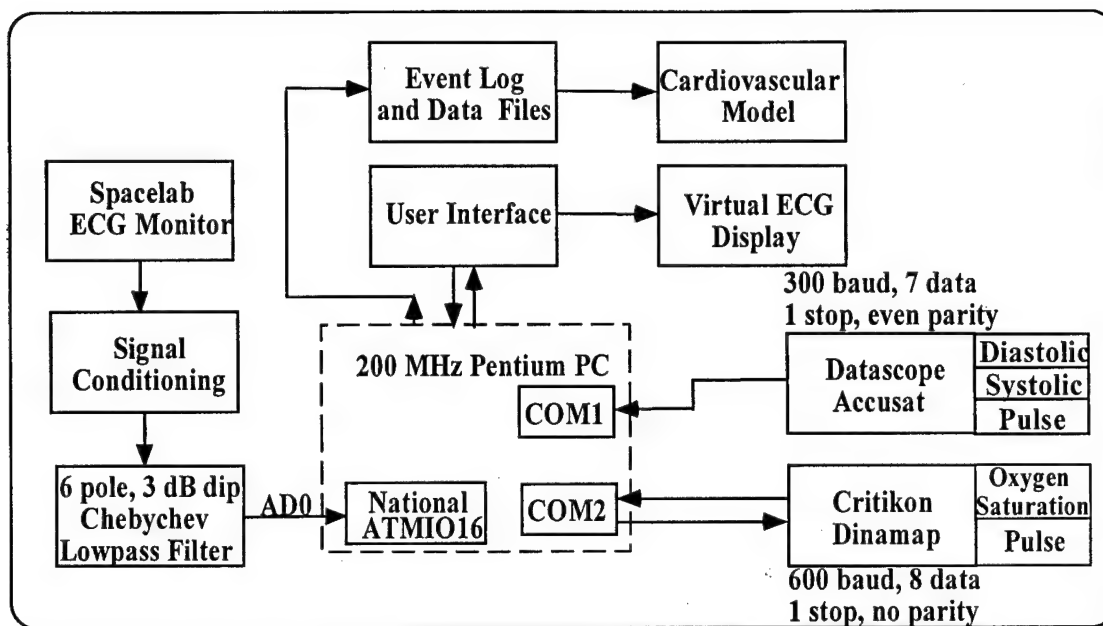 Event Log
and Data Files
Cardiovascular
Model
Spacelab
ECG Monitor
User Interface
Virtual ECG
Display
300 baud, 7 data
1 stop, even parity
Signal
Conditioning
200 MHz Pentium PC
COM1
Datascope
Accusat
Diastolic
Systolic
Pulse
6 pole, 3 dB dip
Chebychev
Lowpass Filter
AD0
National
ATMIO16
COM2
Critikon
Dinamap
Oxygen
Saturation
Pulse
600 baud, 8 data
1 stop, no parity